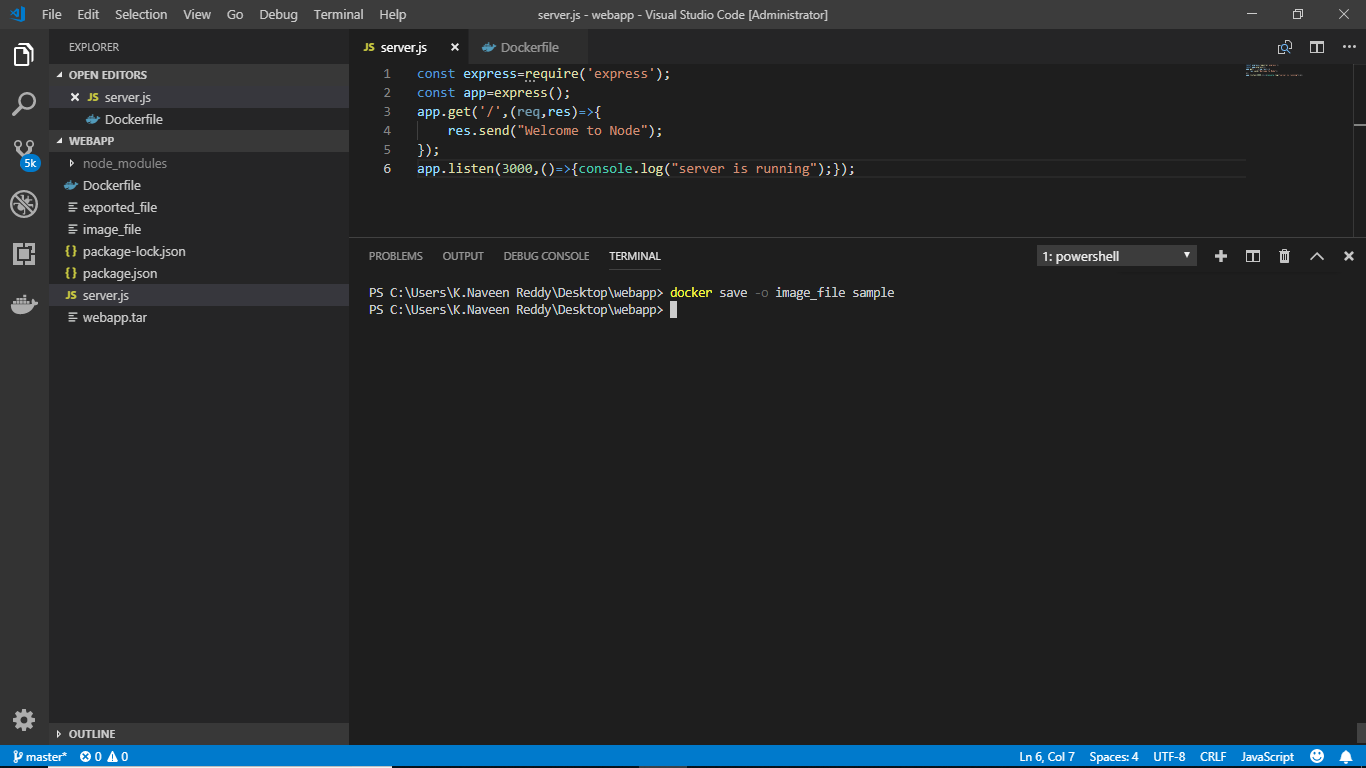 File Edit Selection View Go Debug Terminal Help
server.js - webapp - Visual Studio Code [Administrator]
EXPLORER
OPEN EDITORS
JS server.js
Dockerfile
WEBAPP
node_modules
Dockerfile
exported_file
image_file
{} package-lock.json
{} package.json
JS server.js
webapp.tar
OUTLINE
5k
JS server.js
Dockerfile
1 const express=require('express');
2 const app=express();
3 app.get('/',(req,res)=>{
4 res.send("Welcome to Node");
5 });
6 app.listen(3000,()=>{console.log("server is running");});
PROBLEMS OUTPUT DEBUG CONSOLE TERMINAL
1: powershell
PS C:\Users\K.Naveen Reddy\Desktop\webapp> docker save -o image_file sample
PS C:\Users\K.Naveen Reddy\Desktop\webapp>
master* 0 0
Ln 6, Col 7 Spaces: 4 UTF-8 CRLF JavaScript